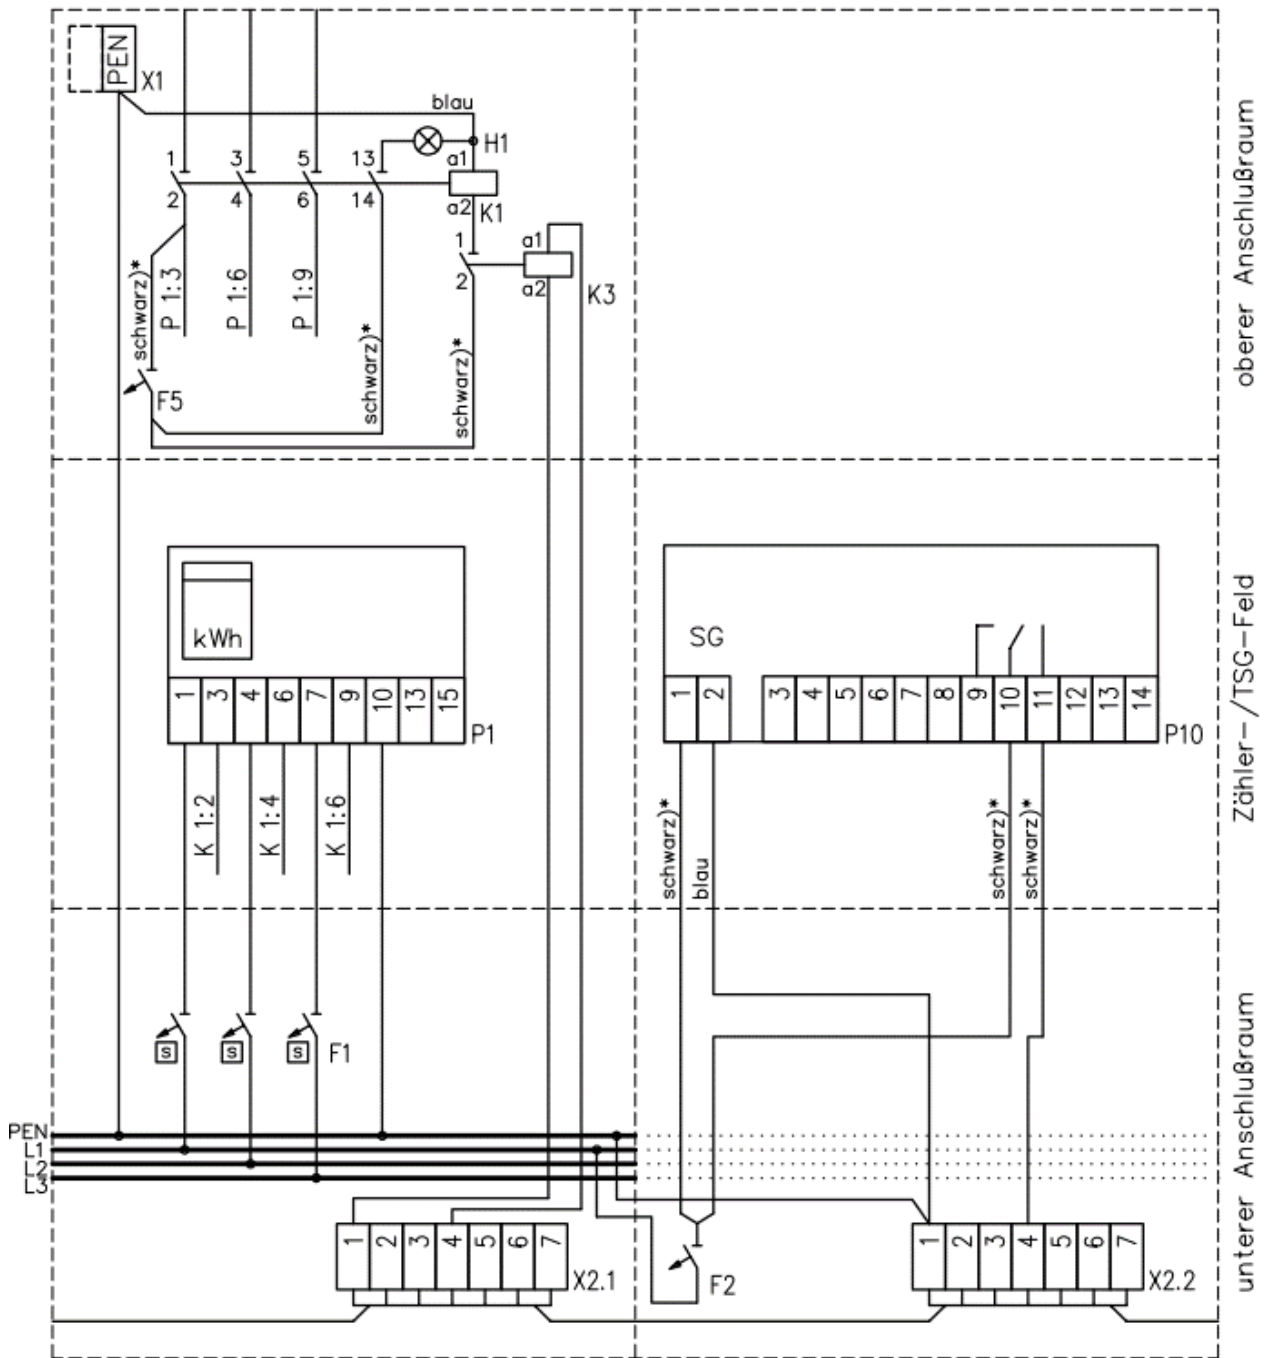 PEN
X1
blau
H1
1
3
5
13
a1
2
4
6
14
a2
K1
1
a1
2
a2
K3
schwarz)*
P 1:3
P 1:6
P 1:9
schwarz)*
schwarz)*
F5
oberer Anschlußraum
kWh
1
3
4
6
7
9
10
13
15
P1
SG
1
2
3
4
5
6
7
8
9
10
11
12
13
14
P10
K 1:2
K 1:4
K 1:6
schwarz)*
blau
schwarz)*
schwarz)*
Zähler-/TSG-Feld
s
s
s
F1
PEN
L1
L2
L3
1
2
3
4
5
6
7
X2.1
F2
1
2
3
4
5
6
7
X2.2
unterer Anschlußraum